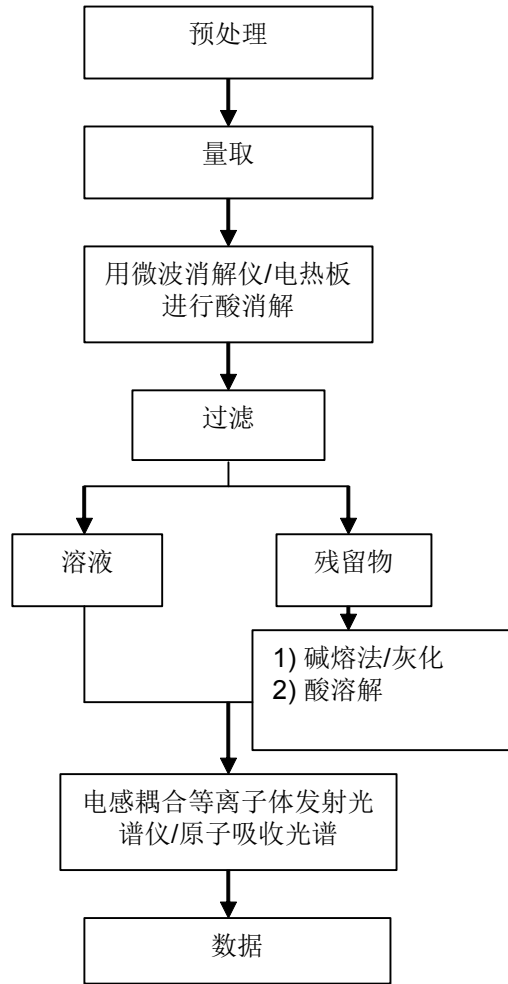 预处理
量取
用微波消解仪/电热板
进行酸消解
过滤
溶液
残留物
1) 碱熔法/灰化
2) 酸溶解
电感耦合等离子体发射光
谱仪/原子吸收光谱
数据